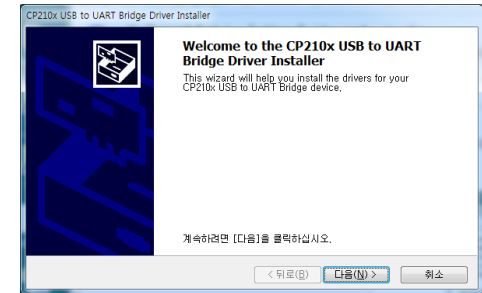 CP210x USB to UART Bridge Driver Installer
Welcome to the CP210x USB to UART
Bridge Driver Installer
This wizard will help you install the drivers for your
CP210x USB to UART Bridge device.
계속하려면 [다음]을 클릭하십시오.
< 뒤로(B)
다음(N) >
취소